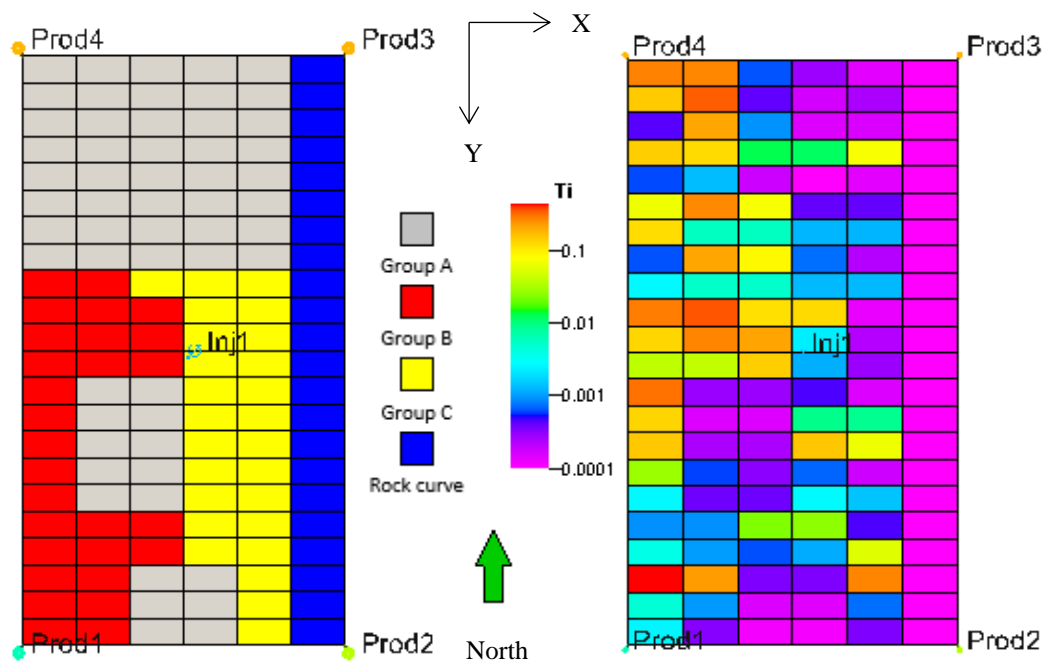 Prod4
Prod3
X
Prod4
Prod3
Y
Ti
0.1
0.01
0.001
0.0001
Group A
Group B
Group C
Rock curve
Inj1
Inj1
Prod1
Prod2
North
Prod1
Prod2